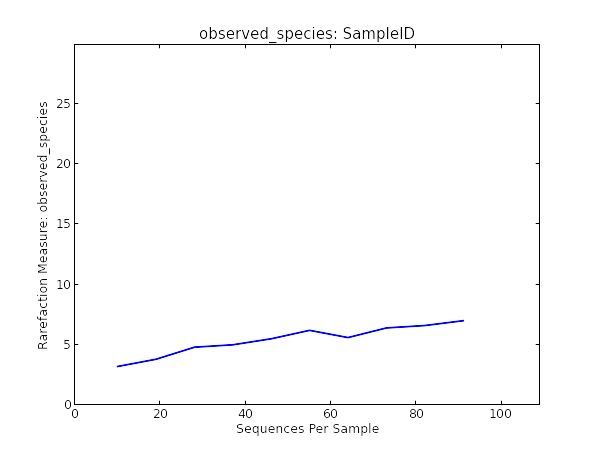 observed_species: SampleID
Rarefaction Measure: observed_species
25
20
15
10
5
0
0 20 40 60 80 100
Sequences Per Sample